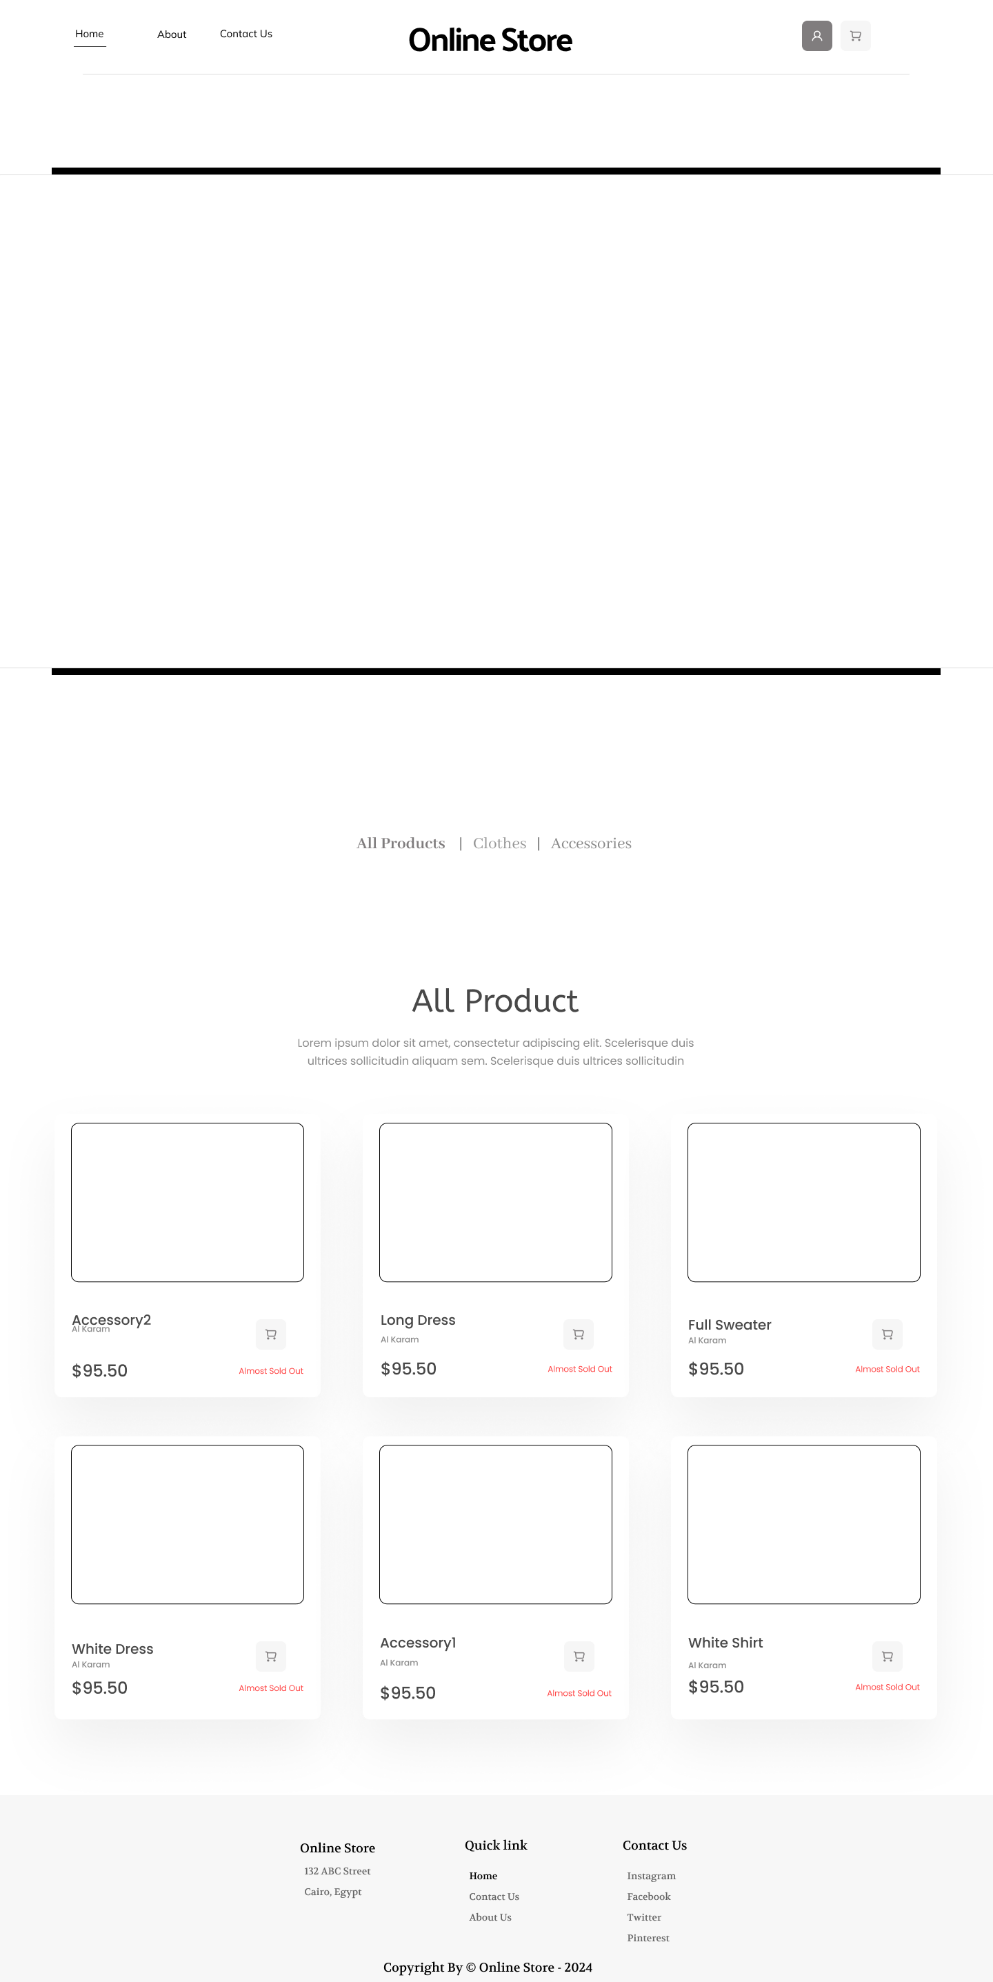 Home About Contact Us Online Store
All Products | Clothes | Accessories
All Product
Lorem ipsum dolor sit amet, consectetur adipiscing elit. Scelerisque duis
ultrices sollicitudin aliquam sem. Scelerisque duis ultrices sollicitudin
Accessory2
Al Karam
$95.50 Almost Sold Out
Long Dress
Al Karam
$95.50 Almost Sold Out
Full Sweater
Al Karam
$95.50 Almost Sold Out
White Dress
Al Karam
$95.50 Almost Sold Out
Accessory1
Al Karam
$95.50 Almost Sold Out
White Shirt
Al Karam
$95.50 Almost Sold Out
Online Store
132 ABC Street
Cairo, Egypt
Quick link
Home
Contact Us
About Us
Contact Us
Instagram
Facebook
Twitter
Pinterest
Copyright By © Online Store - 2024